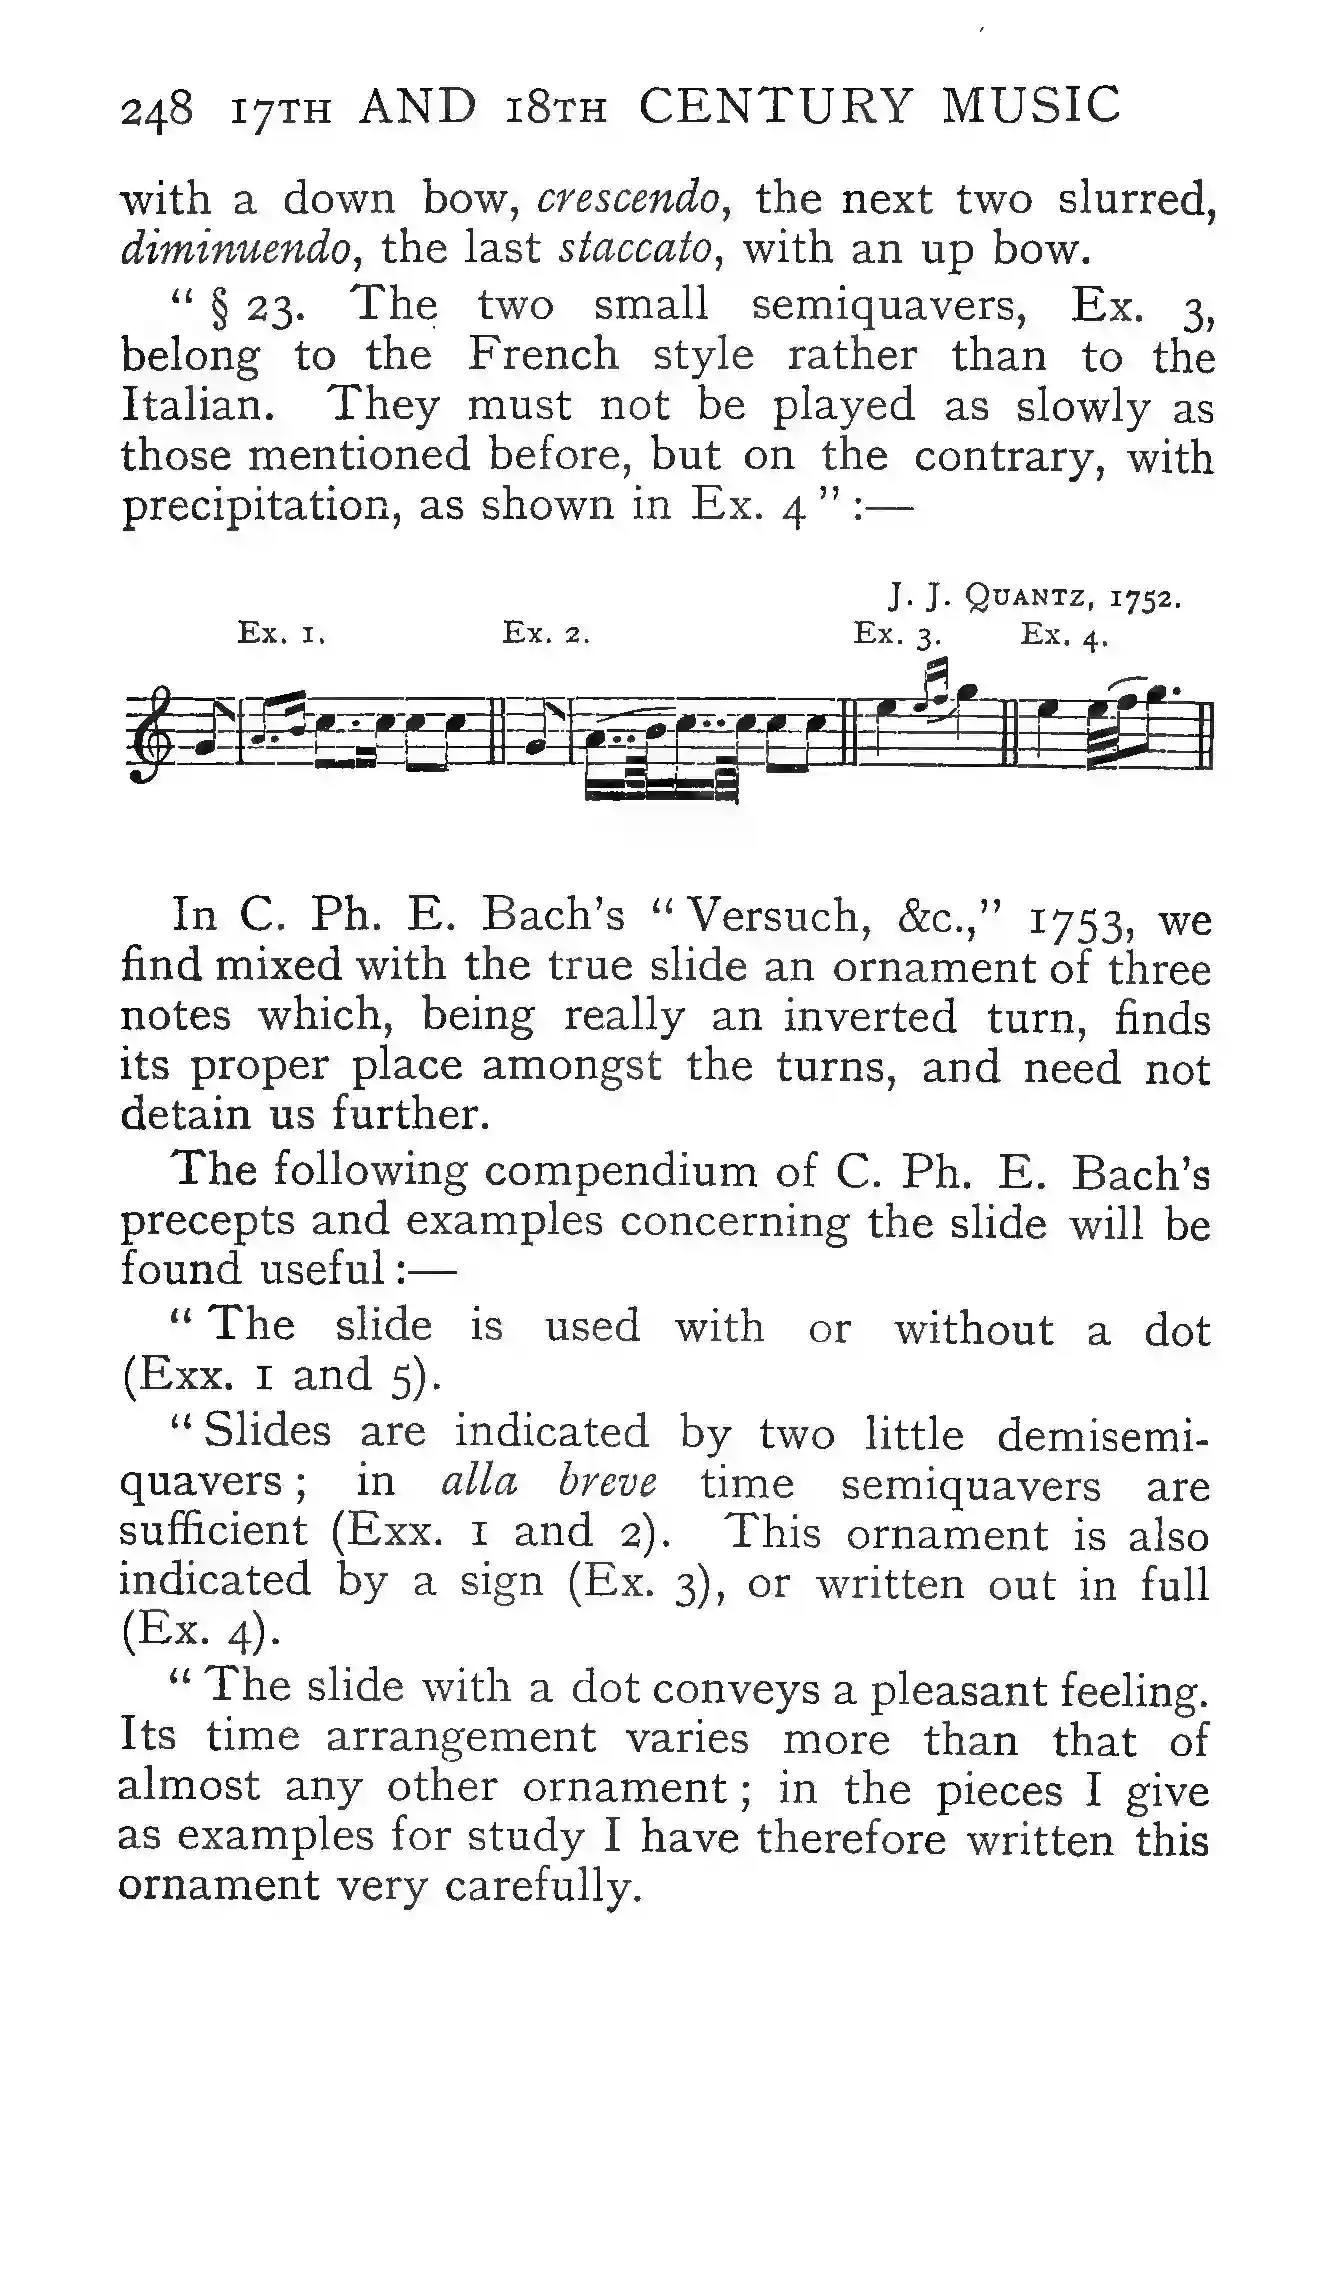 248 17TH AND 18TH CENTURY MUSIC
with a down bow, crescendo, the next two slurred,
diminuendo, the last staccato, with an up bow.
“ § 23. The two small semiquavers, Ex. 3,
belong to the French style rather than to the
Italian. They must not be played as slowly as
those mentioned before, but on the contrary, with
precipitation, as shown in Ex. 4 ” :—
J. J. QUANTZ, 1752.
Ex. 1. Ex. 2. Ex. 3. Ex. 4.
In C. Ph. E. Bach’s “ Versuch, &c.,” 1753, we
find mixed with the true slide an ornament of three
notes which, being really an inverted turn, finds
its proper place amongst the turns, and need not
detain us further.
The following compendium of C. Ph. E. Bach’s
precepts and examples concerning the slide will be
found useful :—
“ The slide is used with or without a dot
(Exx. 1 and 5).
“ Slides are indicated by two little demisemi-
quavers ; in alla breve time semiquavers are
sufficient (Exx. 1 and 2). This ornament is also
indicated by a sign (Ex. 3), or written out in full
(Ex. 4).
“ The slide with a dot conveys a pleasant feeling.
Its time arrangement varies more than that of
almost any other ornament ; in the pieces I give
as examples for study I have therefore written this
ornament very carefully.